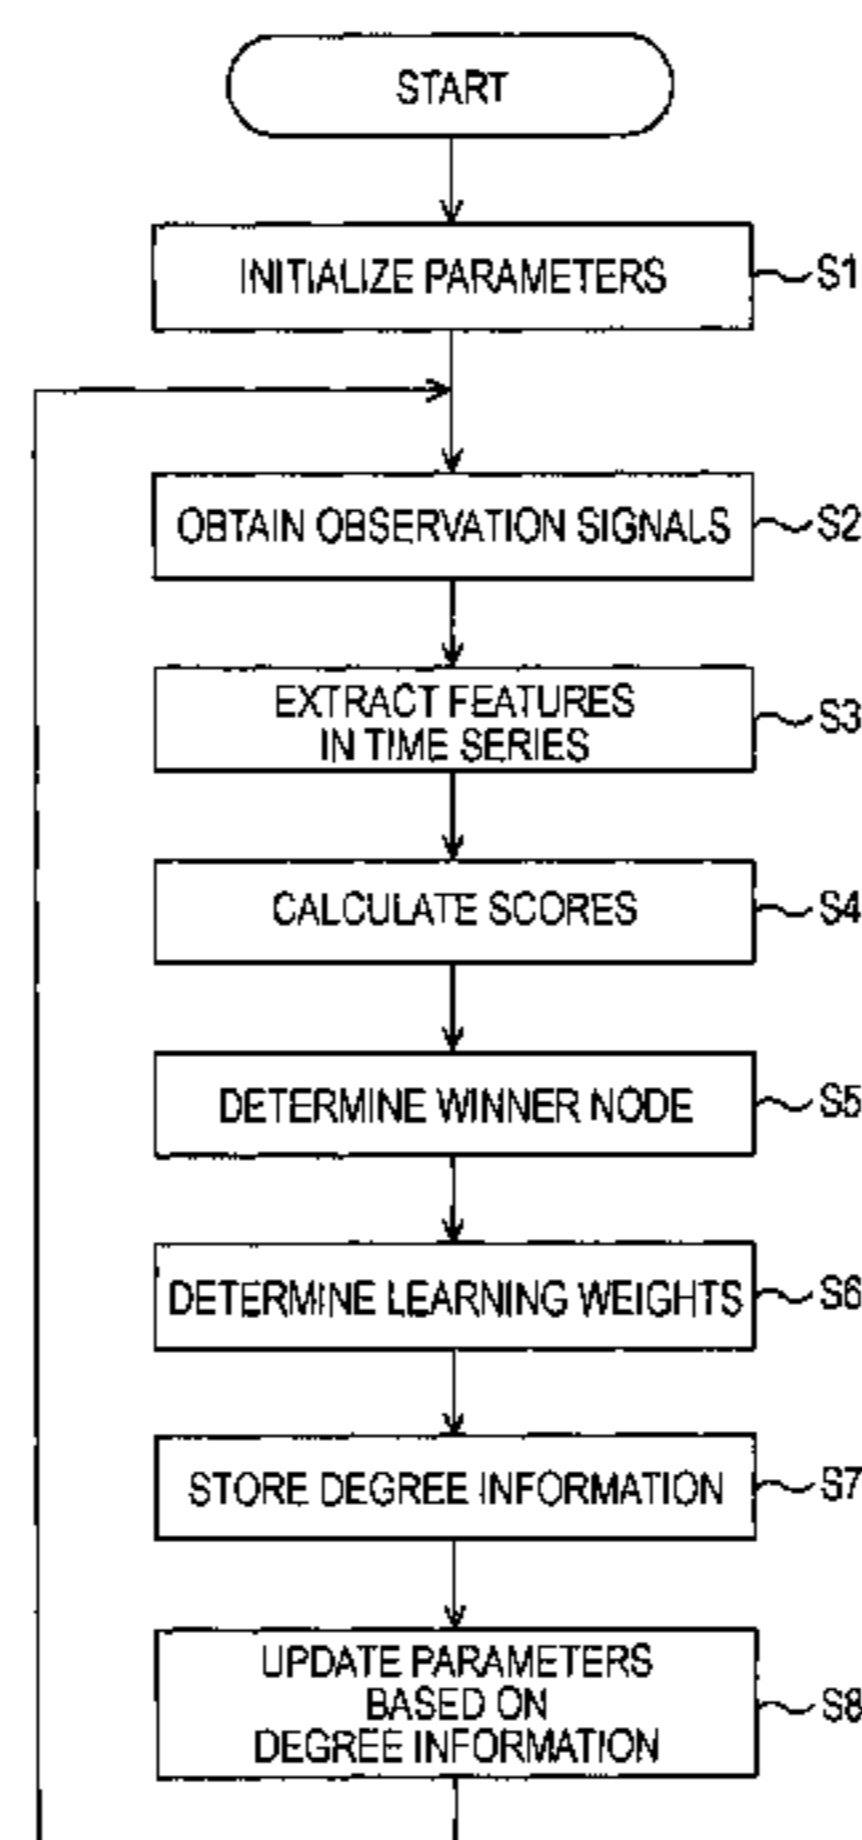 START
INITIALIZE PARAMETERS
S1
OBTAIN OBSERVATION SIGNALS
S2
EXTRACT FEATURES
IN TIME SERIES
S3
CALCULATE SCORES
S4
DETERMINE WINNER NODE
S5
DETERMINE LEARNING WEIGHTS
S6
STORE DEGREE INFORMATION
S7
UPDATE PARAMETERS
BASED ON
DEGREE INFORMATION
S8